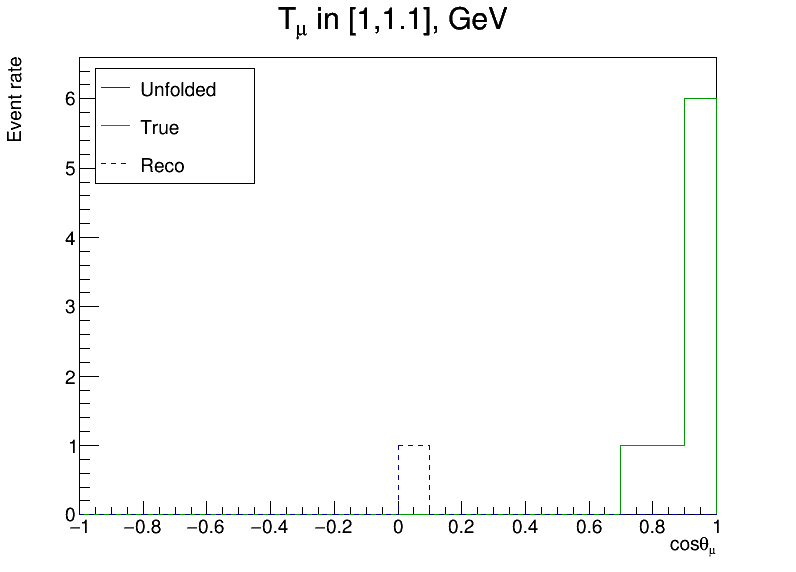 T_μ in [1,1.1], GeV
Event rate
Unfolded
True
Reco
6
5
4
3
2
1
0
−1 −0.8 −0.6 −0.4 −0.2 0 0.2 0.4 0.6 0.8 1
cosθ_μ